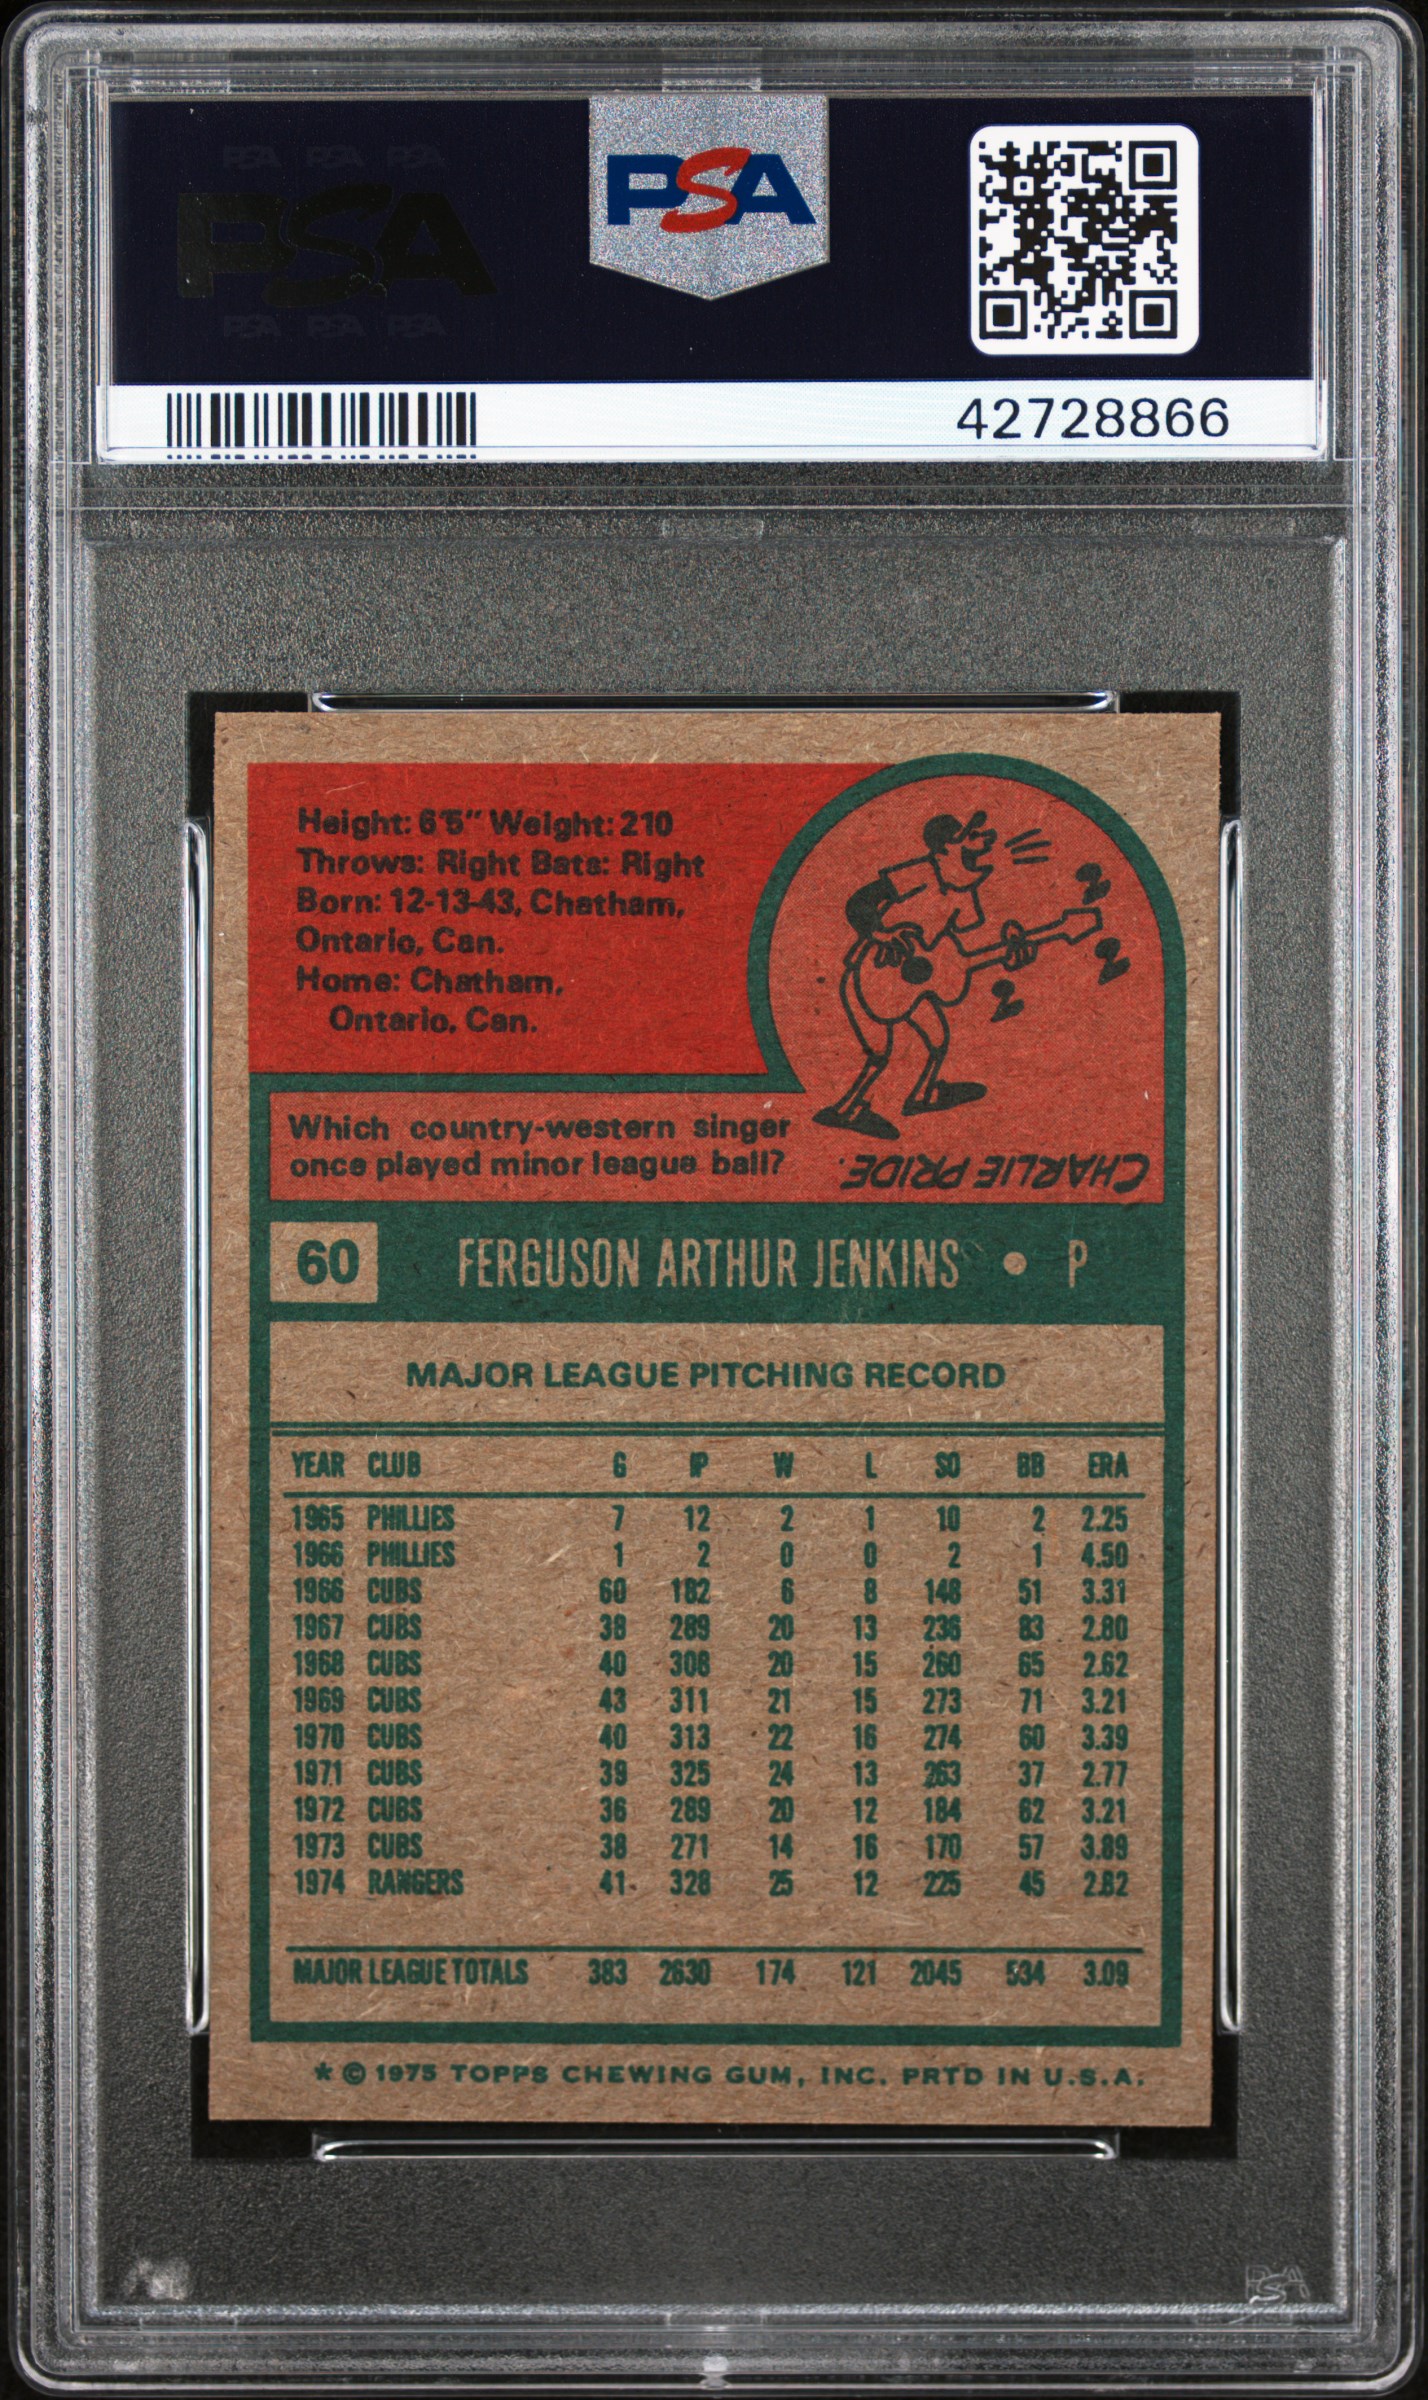 PSA PSA PSA
PSA
PSA PSA PSA
PSA
42728866
Height: 6'5" Weight: 210
Throws: Right Bats: Right
Born: 12-13-43, Chatham,
Ontario, Can.
Home: Chatham,
Ontario, Can.
Which country-western singer
once played minor league ball?
CHARLIE PRIDE.
60 FERGUSON ARTHUR JENKINS • P
MAJOR LEAGUE PITCHING RECORD
YEAR CLUB G IP W L SO BB ERA
1965 PHILLIES 7 12 2 1 10 2 2.25
1966 PHILLIES 1 2 0 0 2 1 4.50
1966 CUBS 60 182 6 8 148 51 3.31
1967 CUBS 38 289 20 13 236 83 2.80
1968 CUBS 40 308 20 15 260 65 2.62
1969 CUBS 43 311 21 15 273 71 3.21
1970 CUBS 40 313 22 16 274 60 3.39
1971 CUBS 39 325 24 13 263 37 2.77
1972 CUBS 36 289 20 12 184 62 3.21
1973 CUBS 38 271 14 16 170 57 3.89
1974 RANGERS 41 328 25 12 225 45 2.82
MAJOR LEAGUE TOTALS 383 2630 174 121 2045 534 3.09
* © 1975 TOPPS CHEWING GUM, INC. PRTD IN U.S.A.
PSA